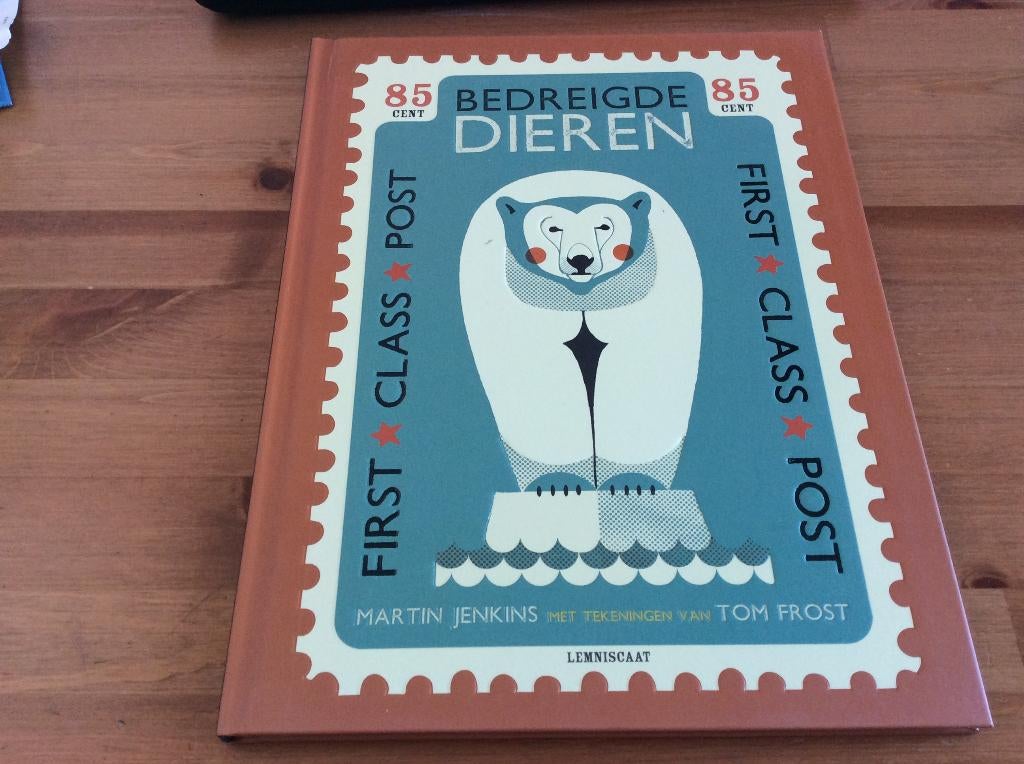 85 CENT
85 CENT
BEDREIGDE
DIEREN
FIRST ★ CLASS ★ POST
FIRST ★ CLASS ★ POST
MARTIN JENKINS MET TEKENINGEN VAN TOM FROST
LEMNISCAAT